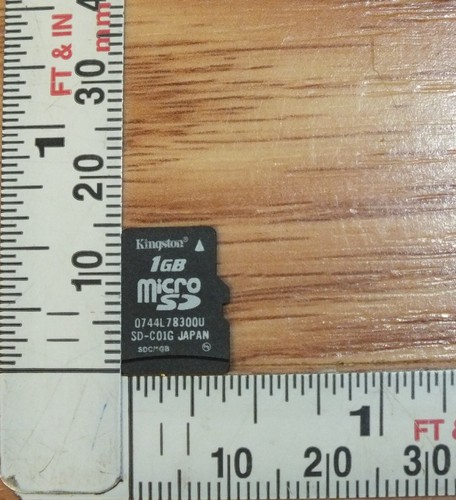 4
mm
FT & IN
30
1
20
10
Kingston®
1GB
micro
SD
0744L78300U
SD-C01G JAPAN
SDC/1GB
1
FT &
10
20
30